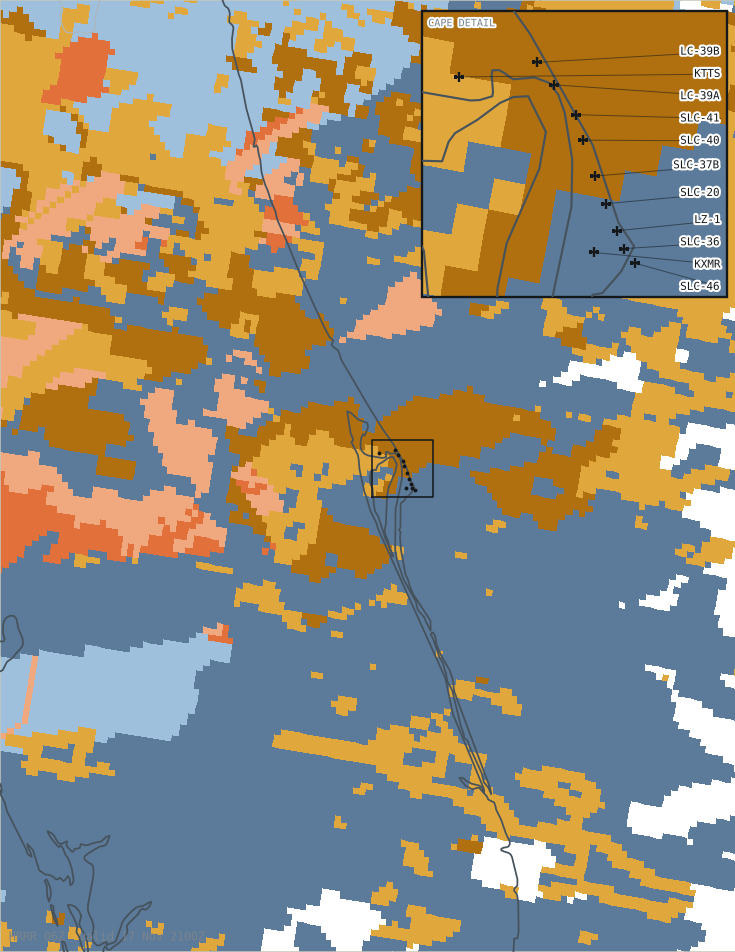 CAPE DETAIL
LC-39B
KTTS
LC-39A
SLC-41
SLC-40
SLC-37B
SLC-20
LZ-1
SLC-36
KXMR
SLC-46